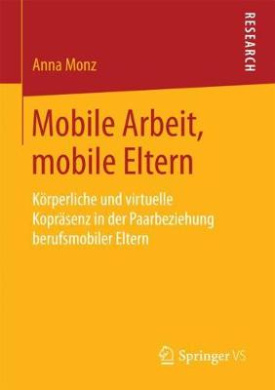 RESEARCH
Anna Monz
Mobile Arbeit,
mobile Eltern
Körperliche und virtuelle
Kopräsenz in der Paarbeziehung
berufsmobiler Eltern
Springer VS